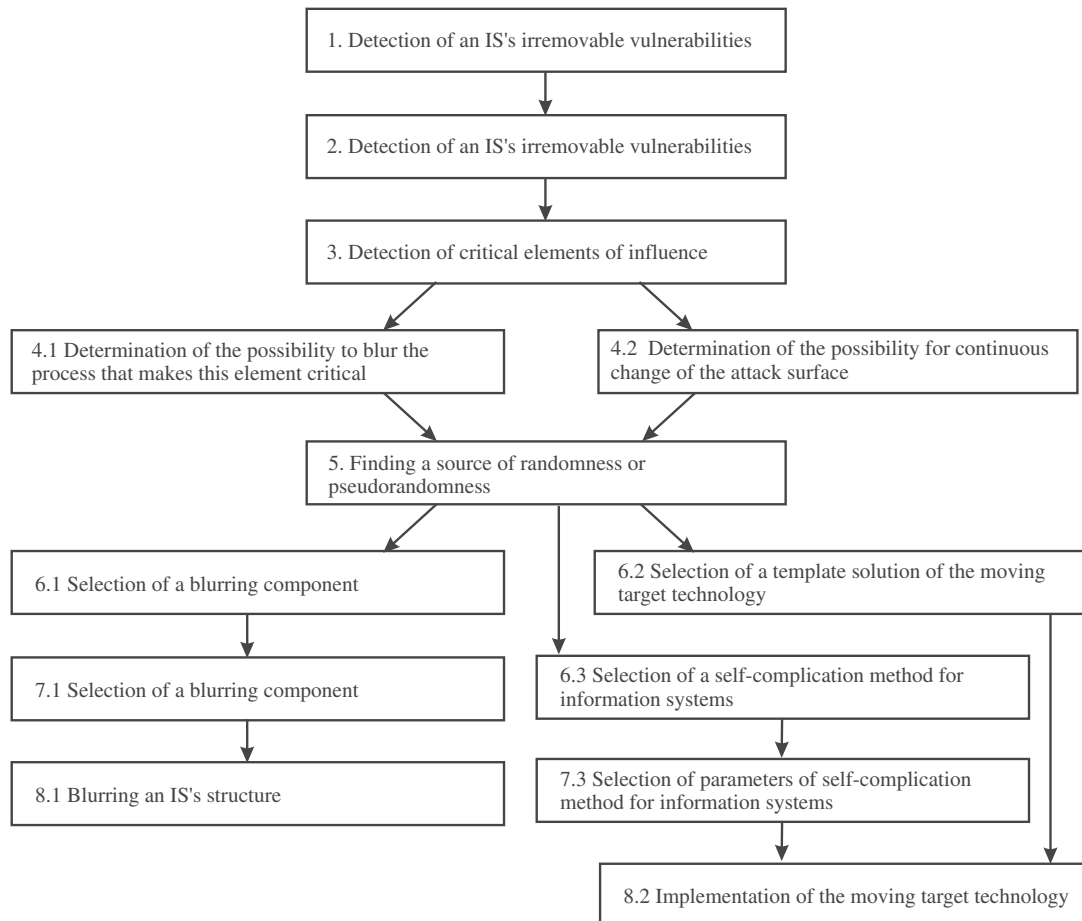 1. Detection of an IS's irremovable vulnerabilities
2. Detection of an IS's irremovable vulnerabilities
3. Detection of critical elements of influence
4.1 Determination of the possibility to blur the
process that makes this element critical
4.2 Determination of the possibility for continuous
change of the attack surface
5. Finding a source of randomness or
pseudorandomness
6.1 Selection of a blurring component
6.2 Selection of a template solution of the moving
target technology
7.1 Selection of a blurring component
6.3 Selection of a self-complication method for
information systems
8.1 Blurring an IS's structure
7.3 Selection of parameters of self-complication
method for information systems
8.2 Implementation of the moving target technology